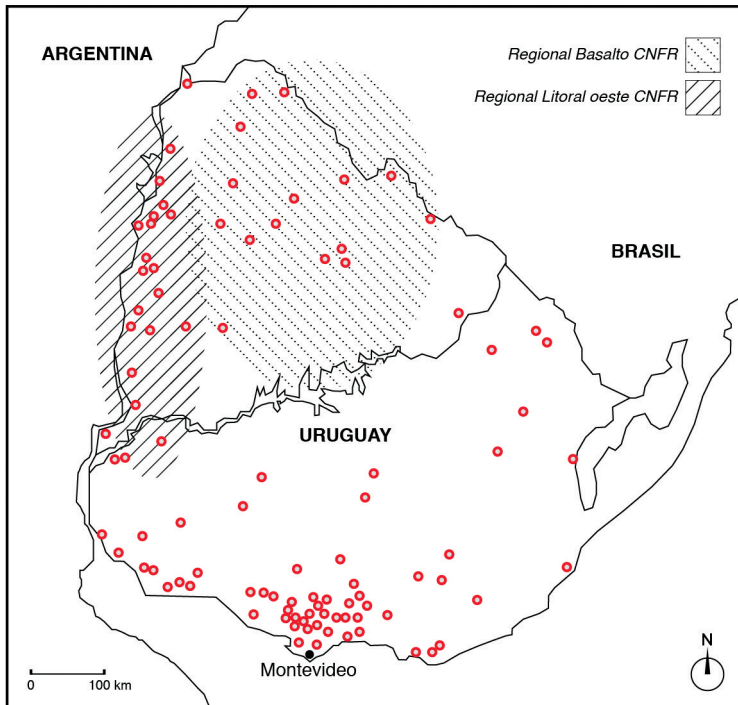 ARGENTINA
Regional Basalto CNFR
Regional Litoral oeste CNFR
BRASIL
URUGUAY
Montevideo
N
0 100 km